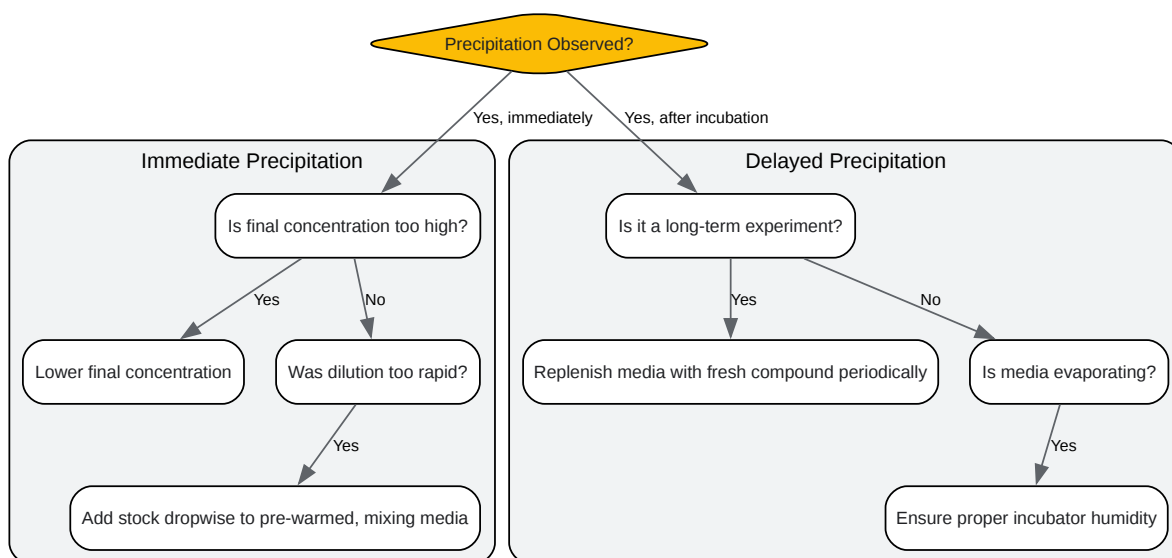 Precipitation Observed?
Yes, immediately
Yes, after incubation
Immediate Precipitation
Delayed Precipitation
Is final concentration too high?
Is it a long-term experiment?
Yes
No
Yes
No
Lower final concentration
Was dilution too rapid?
Replenish media with fresh compound periodically
Is media evaporating?
Yes
Yes
Add stock dropwise to pre-warmed, mixing media
Ensure proper incubator humidity